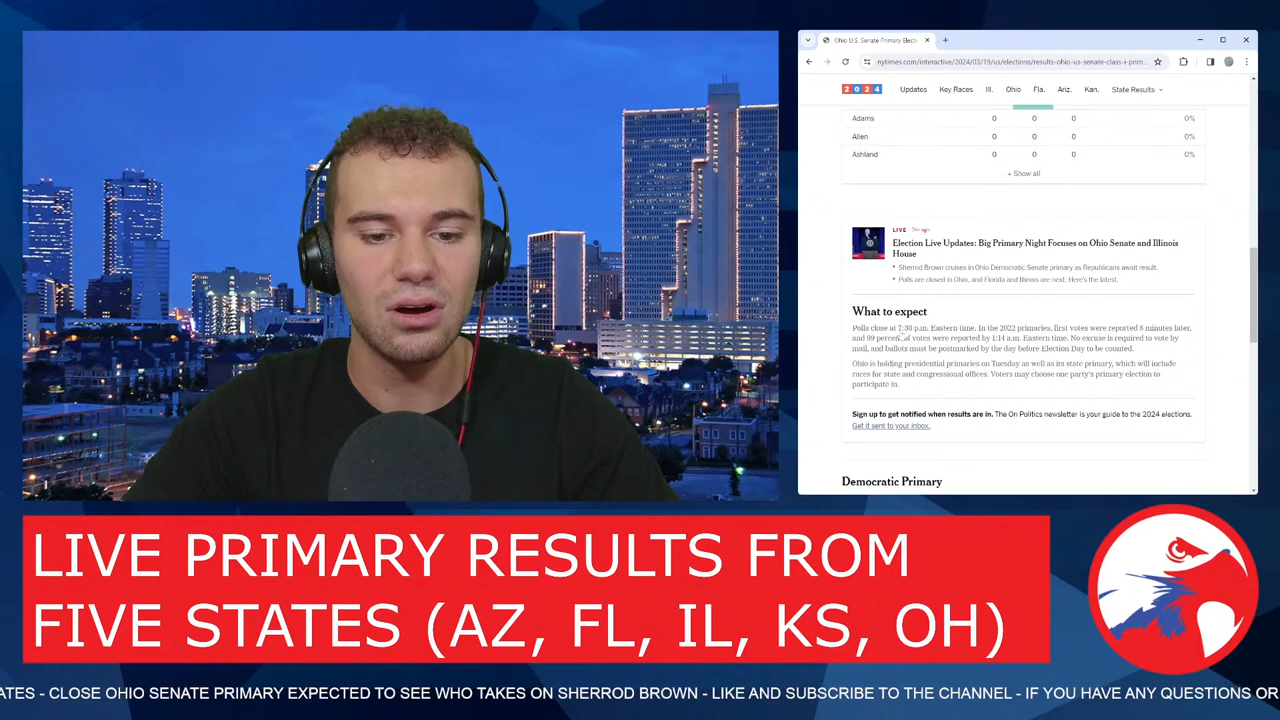 Ohio U.S. Senate Primary Elect
nytimes.com/interactive/2024/03/19/us/elections/results-ohio-us-senate-class-i-prim...
2024
Updates
Key Races
Ill.
Ohio
Fla.
Ariz.
Kan.
State Results
Adams 0 0 0 0%
Allen 0 0 0 0%
Ashland 0 0 0 0%
+ Show all
LIVE
Election Live Updates: Big Primary Night Focuses on Ohio Senate and Illinois
House
• Sherrod Brown cruises in Ohio Democratic Senate primary as Republicans await result.
• Polls are closed in Ohio, and Florida and Illinois are next. Here's the latest.
What to expect
Polls close at 7:30 p.m. Eastern time. In the 2022 primaries, first votes were reported 8 minutes later,
and 99 percent of votes were reported by 1:14 a.m. Eastern time. No excuse is required to vote by
mail, and ballots must be postmarked by the day before Election Day to be counted.
Ohio is holding presidential primaries on Tuesday as well as its state primary, which will include
races for state and congressional offices. Voters may choose one party's primary election to
participate in.
Sign up to get notified when results are in. The On Politics newsletter is your guide to the 2024 elections.
Get it sent to your inbox.
Democratic Primary
LIVE PRIMARY RESULTS FROM
FIVE STATES (AZ, FL, IL, KS, OH)
ATES - CLOSE OHIO SENATE PRIMARY EXPECTED TO SEE WHO TAKES ON SHERROD BROWN - LIKE AND SUBSCRIBE TO THE CHANNEL - IF YOU HAVE ANY QUESTIONS OR